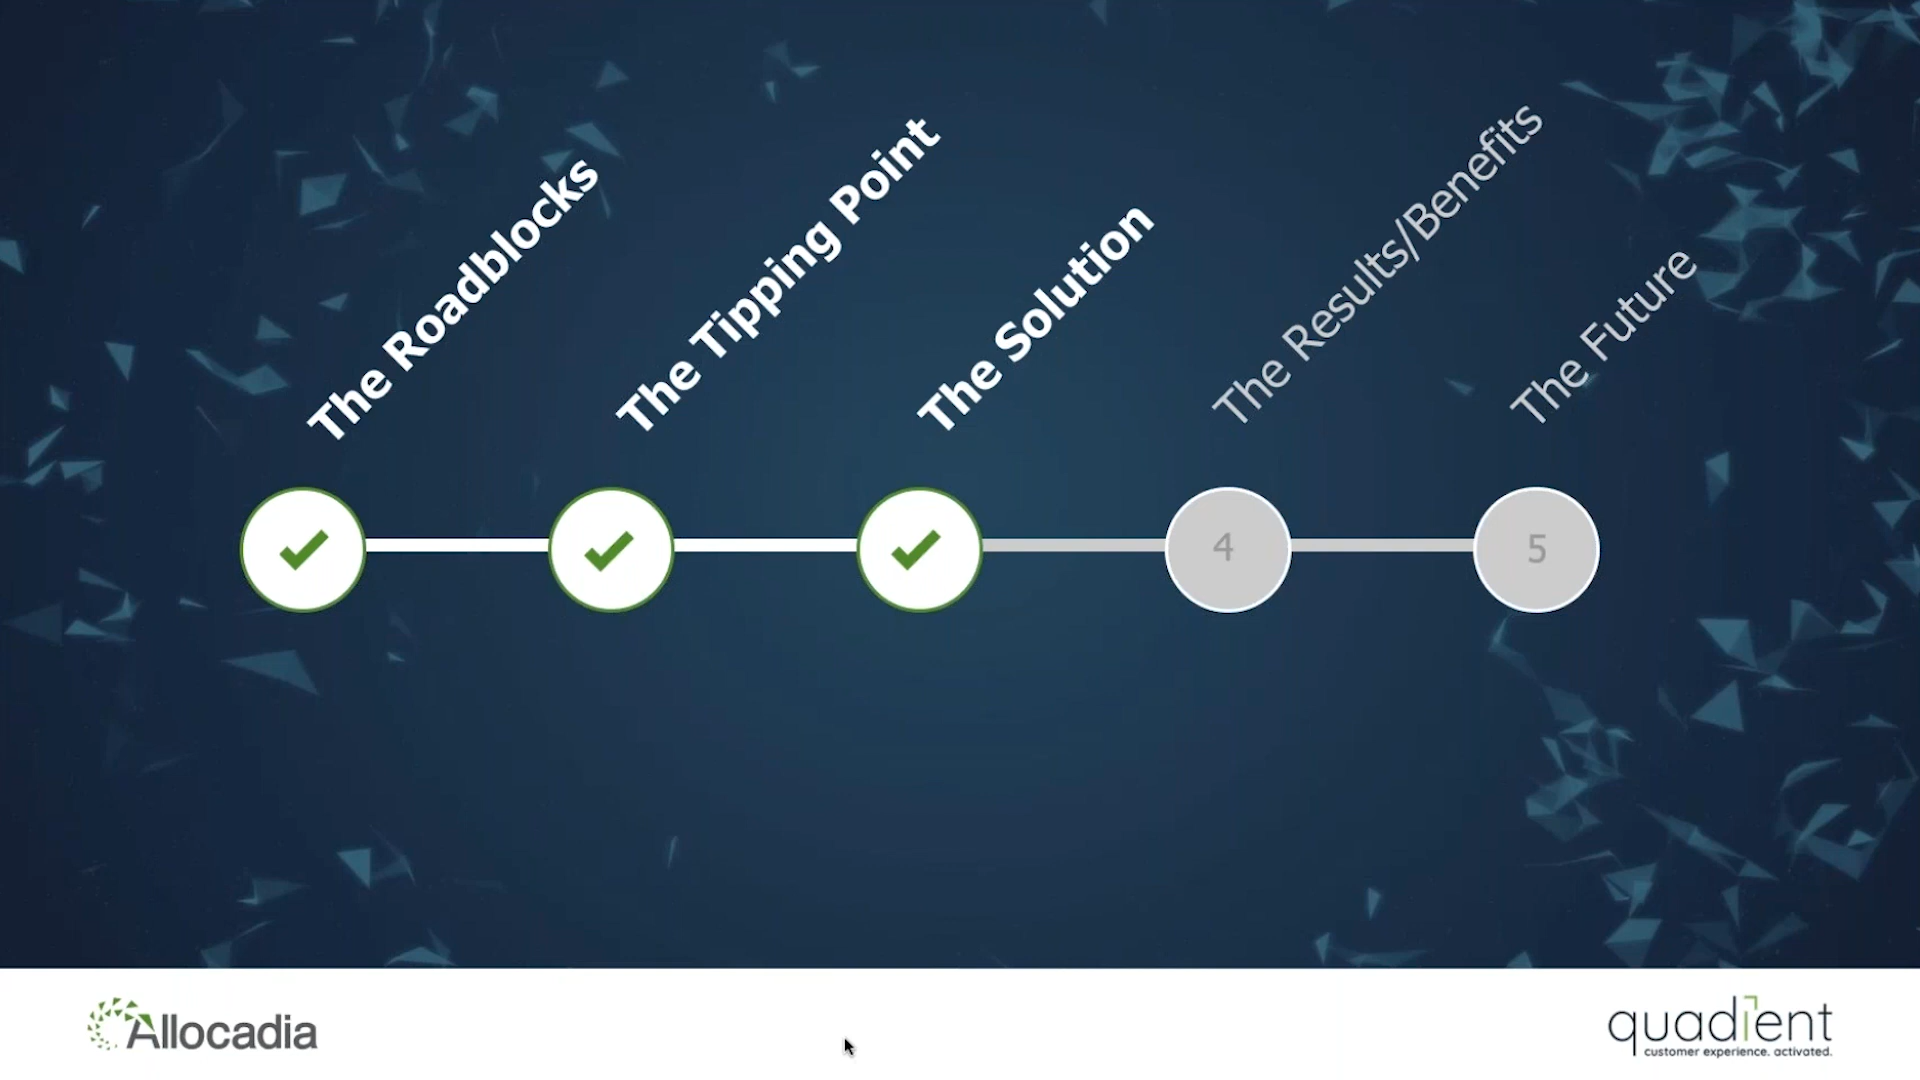 The Roadblocks
The Tipping Point
The Solution
The Results/Benefits
The Future
4
5
Allocadia
quadient
customer experience. activated.